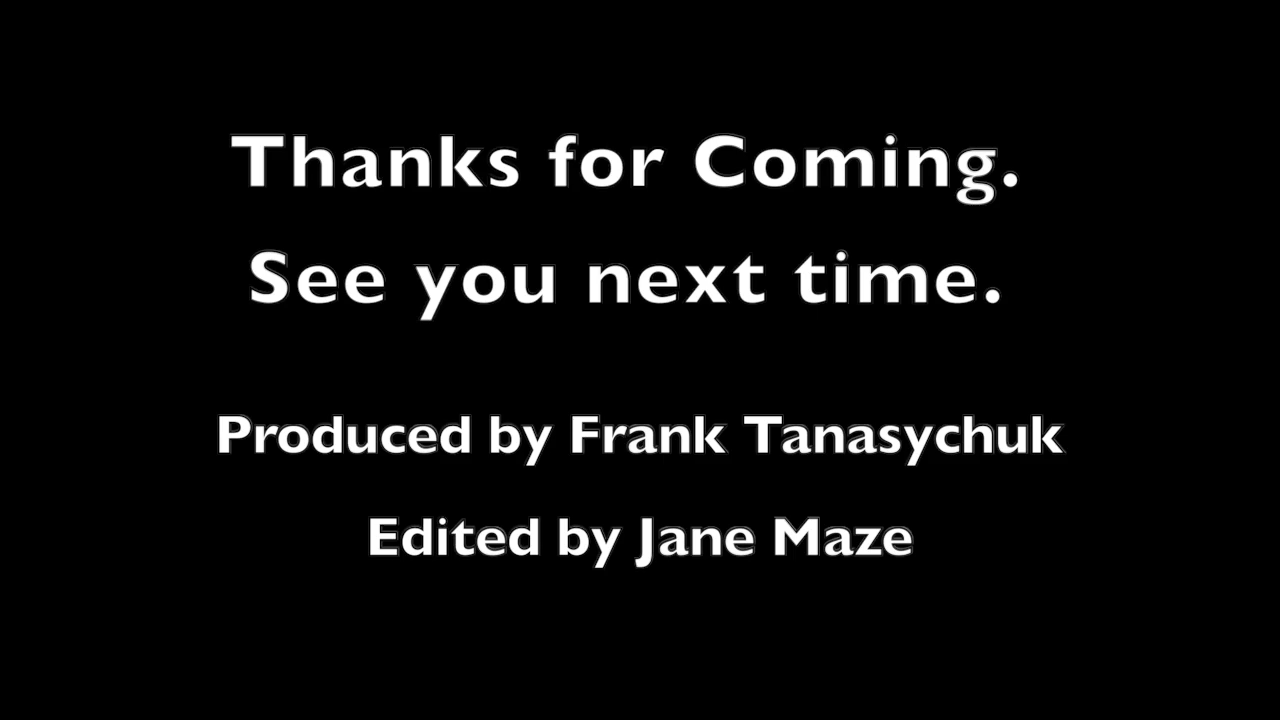 Thanks for Coming.
See you next time.
Produced by Frank Tanasychuk
Edited by Jane Maze